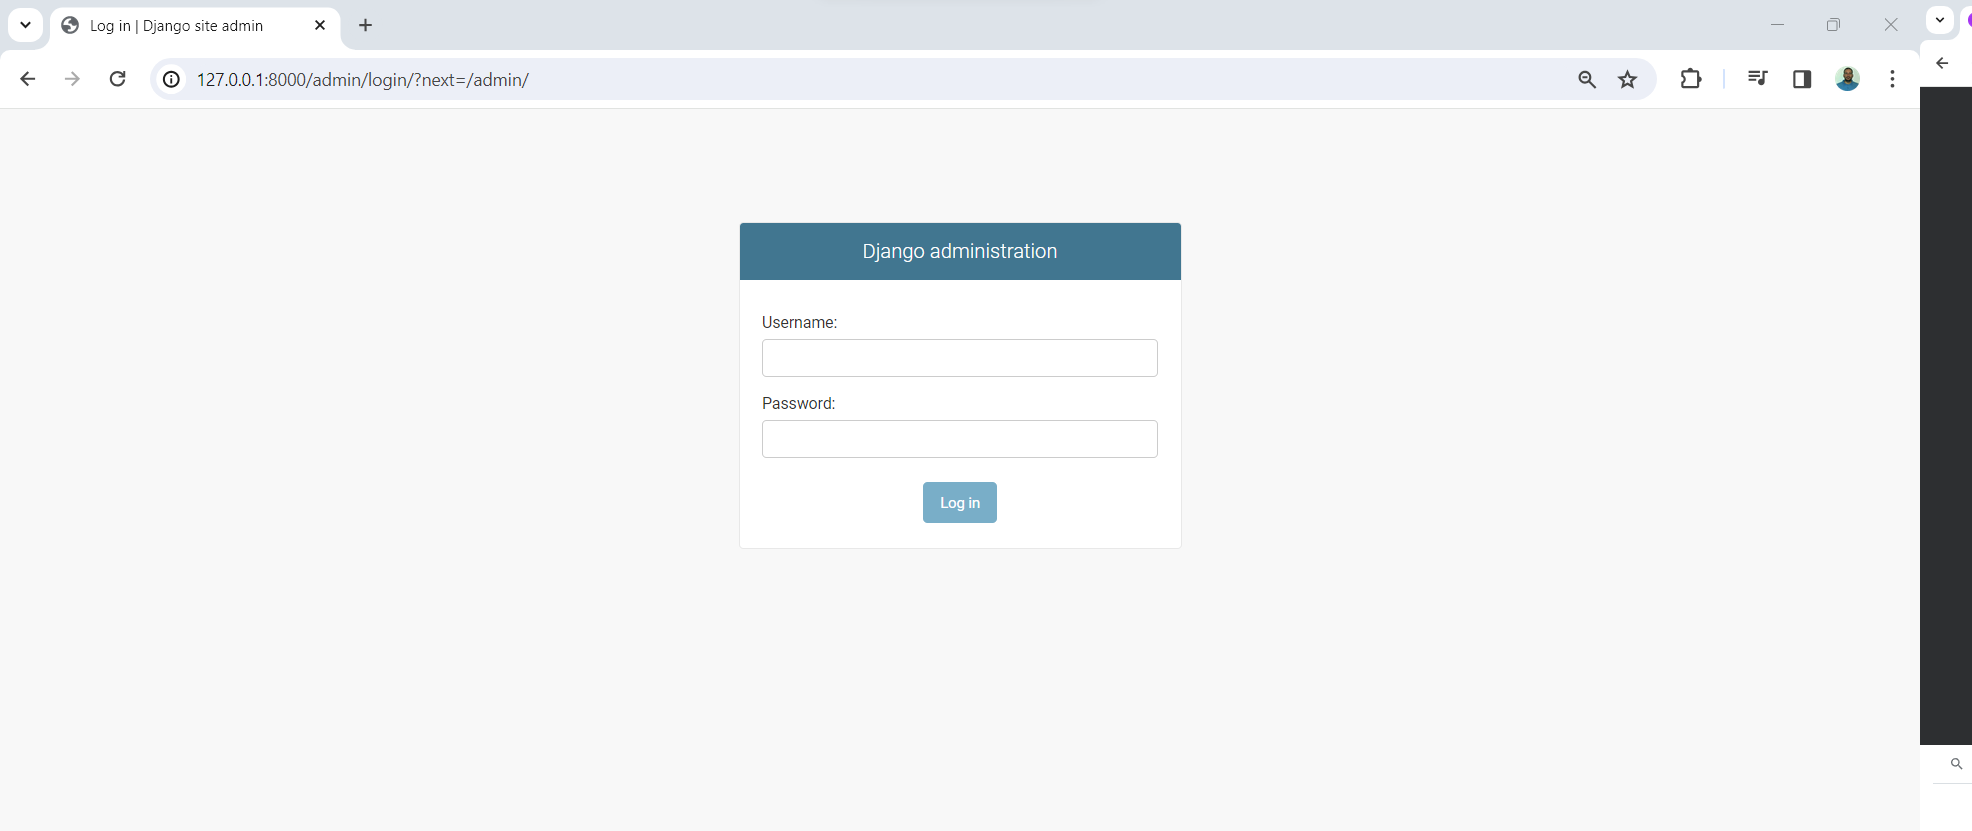 Log in | Django site admin
127.0.0.1:8000/admin/login/?next=/admin/
Django administration
Username:
Password:
Log in